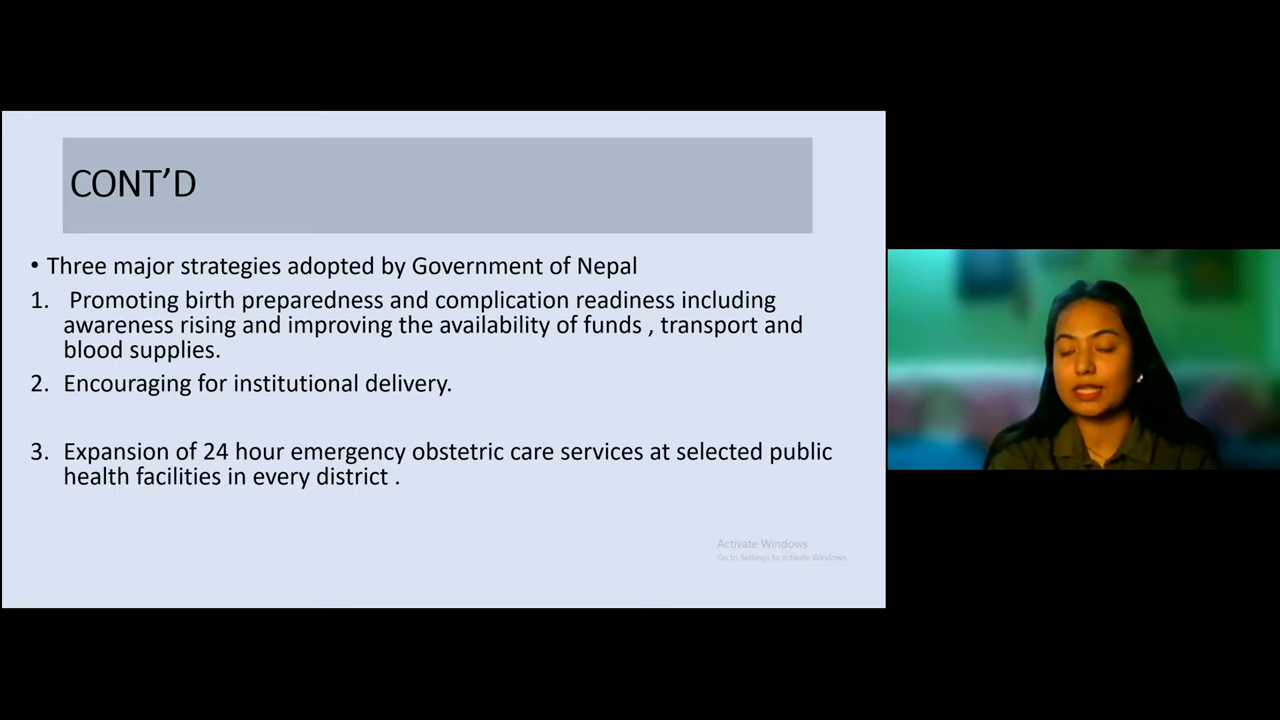 CONT’D
• Three major strategies adopted by Government of Nepal
1. Promoting birth preparedness and complication readiness including
awareness rising and improving the availability of funds , transport and
blood supplies.
2. Encouraging for institutional delivery.
3. Expansion of 24 hour emergency obstetric care services at selected public
health facilities in every district .
Activate Windows
Go to Settings to activate Windows.